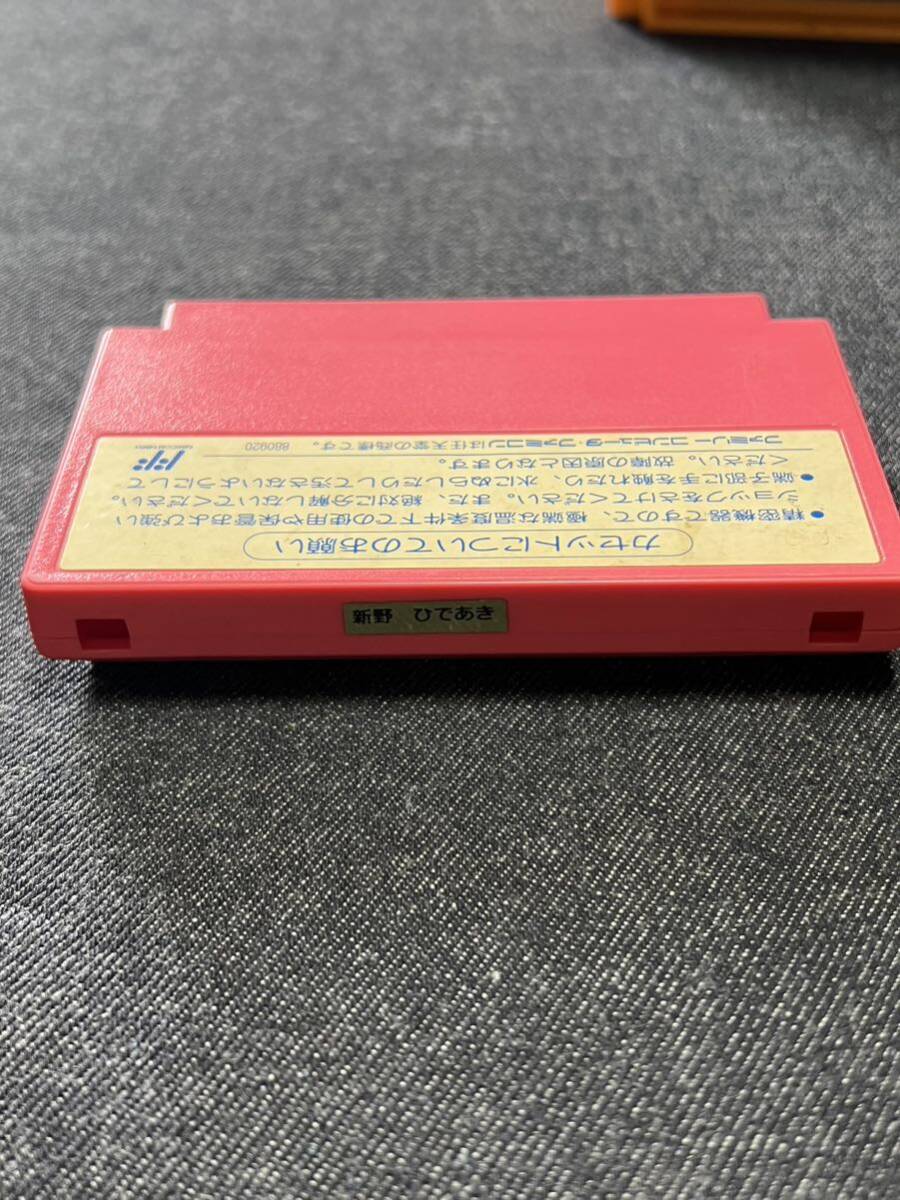 カセットについてのお願い
●精密機器ですので、極端な温度条件下での使用や保管および強い
ショックをさけてください。また、絶対に分解しないでください。
●端子部に手を触れたり、水にぬらしたりして汚さないようにして
ください。故障の原因となります。
ファミリーコンピュータ・ファミコンは任天堂の商標です。 880920
新野 ひであき